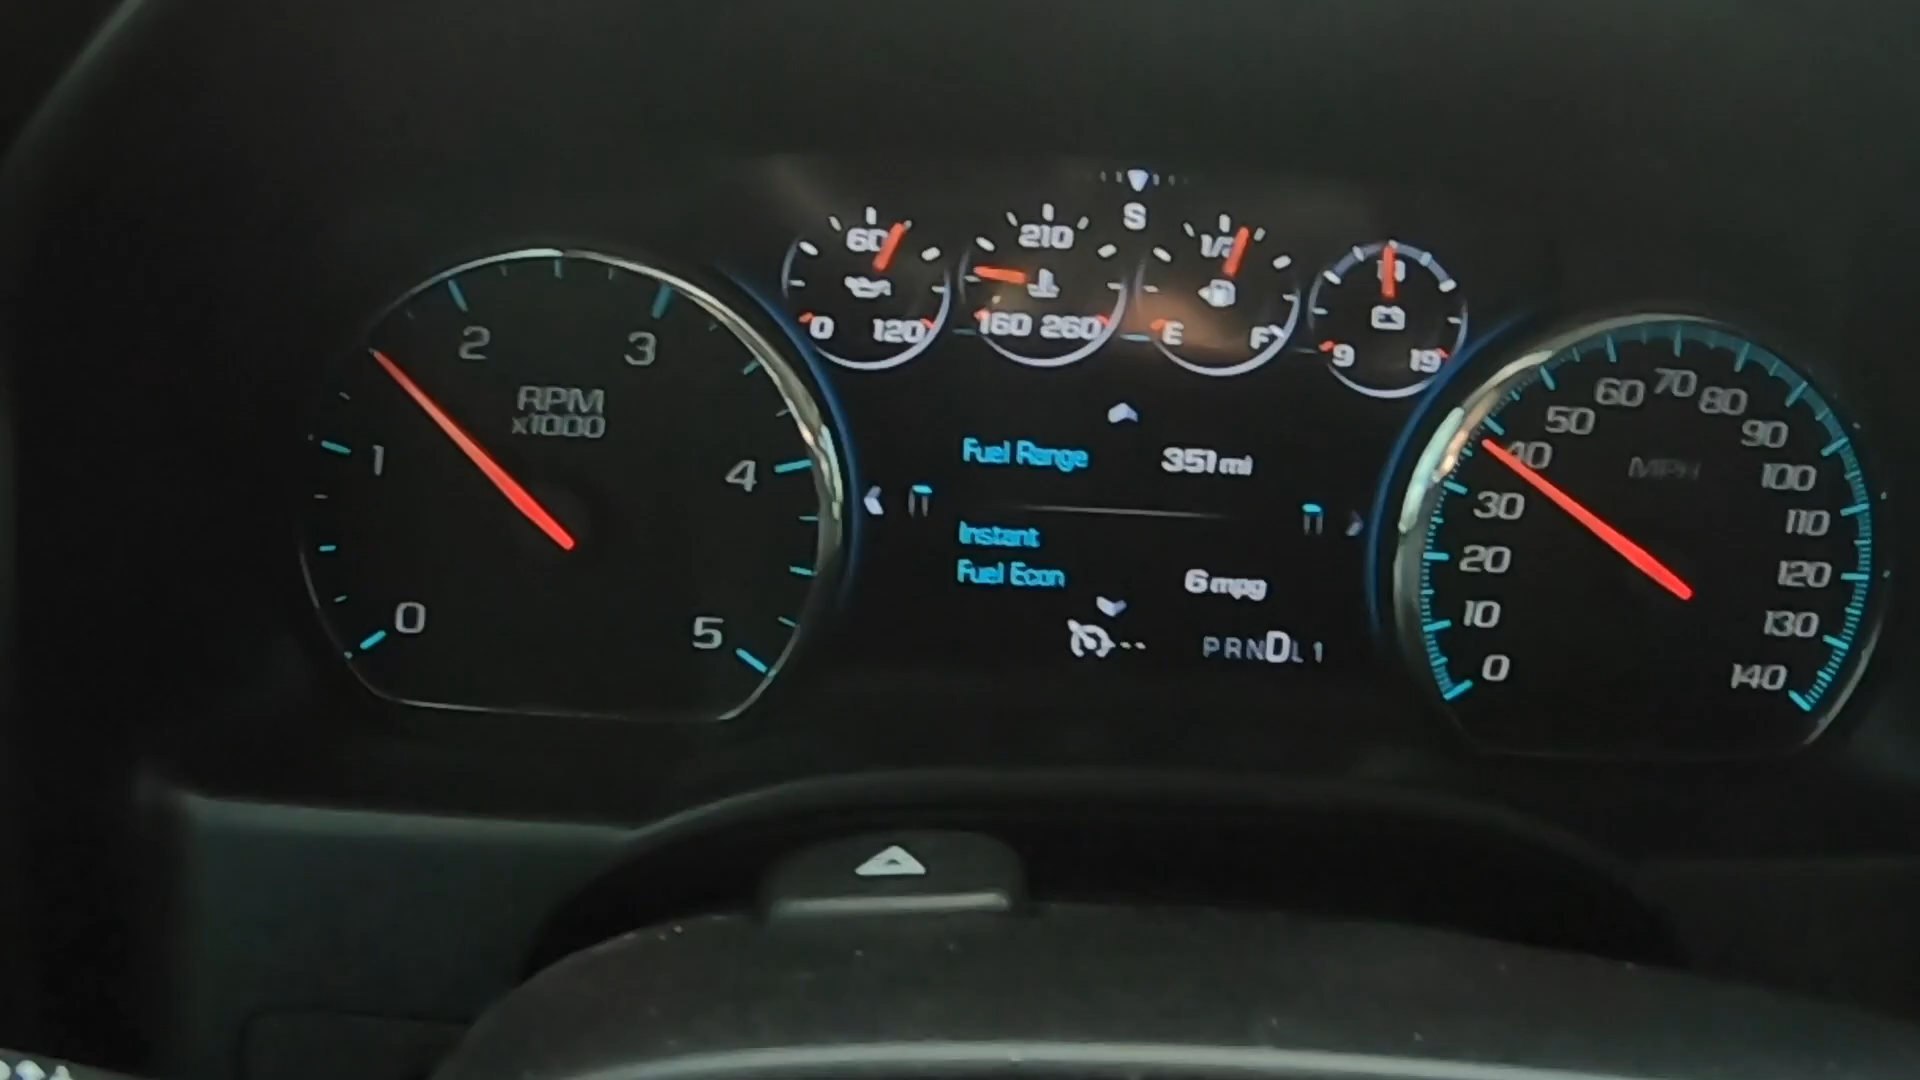 S
60
210
1/2
0 120
160 260
E F
9 19
2 3
RPM
x1000
1 4
0 5
Fuel Range 351 mi
Instant
Fuel Econ 6 mpg
--
PRNDL1
0
10
20
30
40
50
60
70
80
90
100
110
120
130
140
MPH